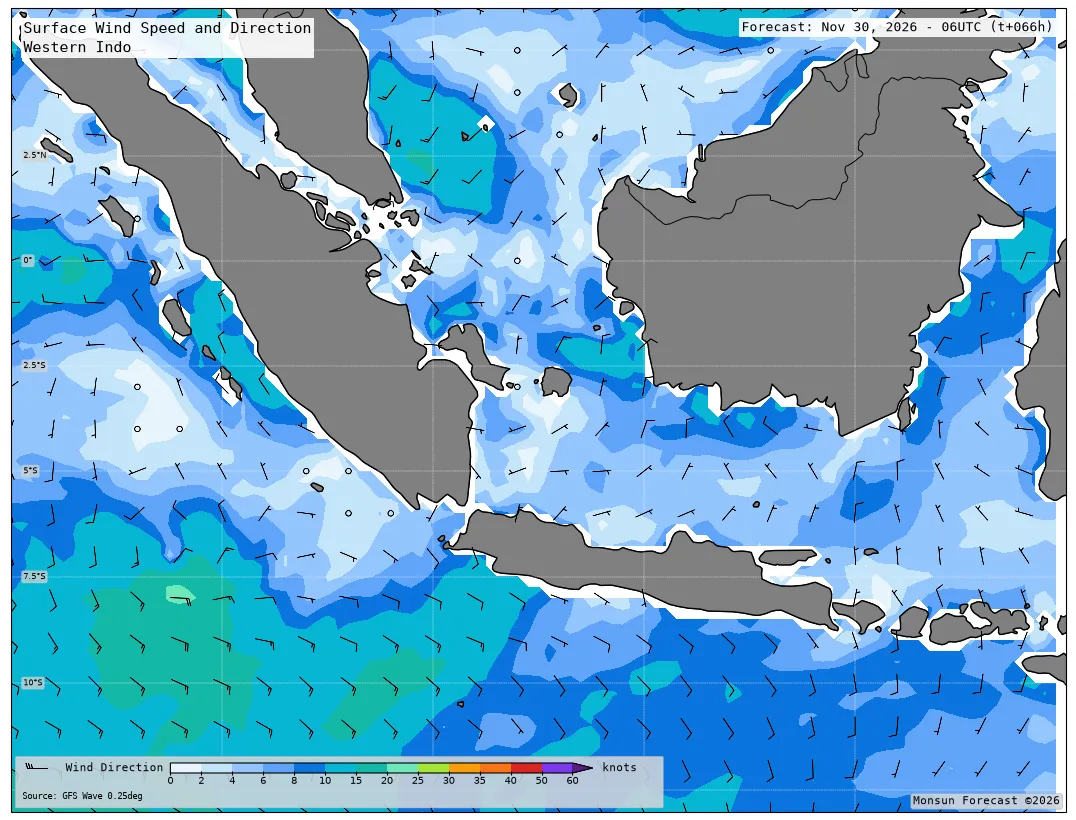 Surface Wind Speed and Direction
Western Indo
Forecast: Nov 30, 2026 - 06UTC (t+066h)
2.5°N
0°
2.5°S
5°S
7.5°S
10°S
Wind Direction
0 2 4 6 8 10 15 20 25 30 35 40 50 60
knots
Source: GFS Wave 0.25deg
Monsun Forecast ©2026